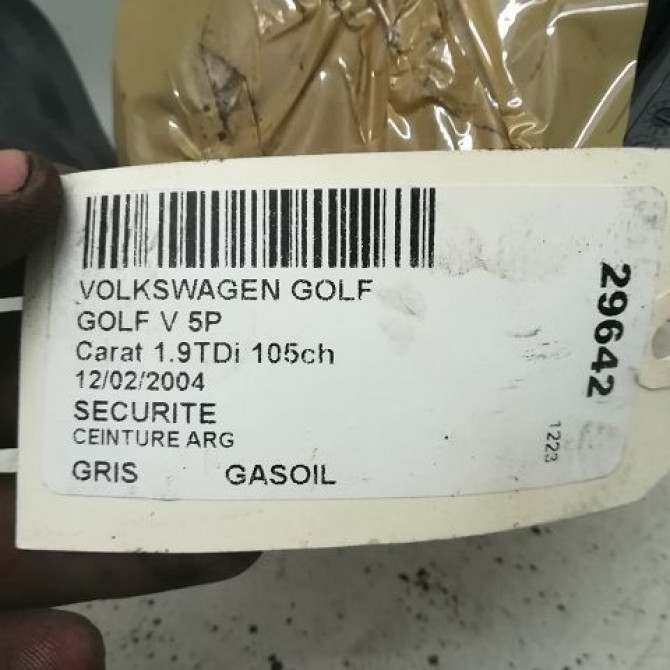 VOLKSWAGEN GOLF
GOLF V 5P
Carat 1.9TDi 105ch
12/02/2004
SECURITE
CEINTURE ARG
GRIS GASOIL
29642
1223